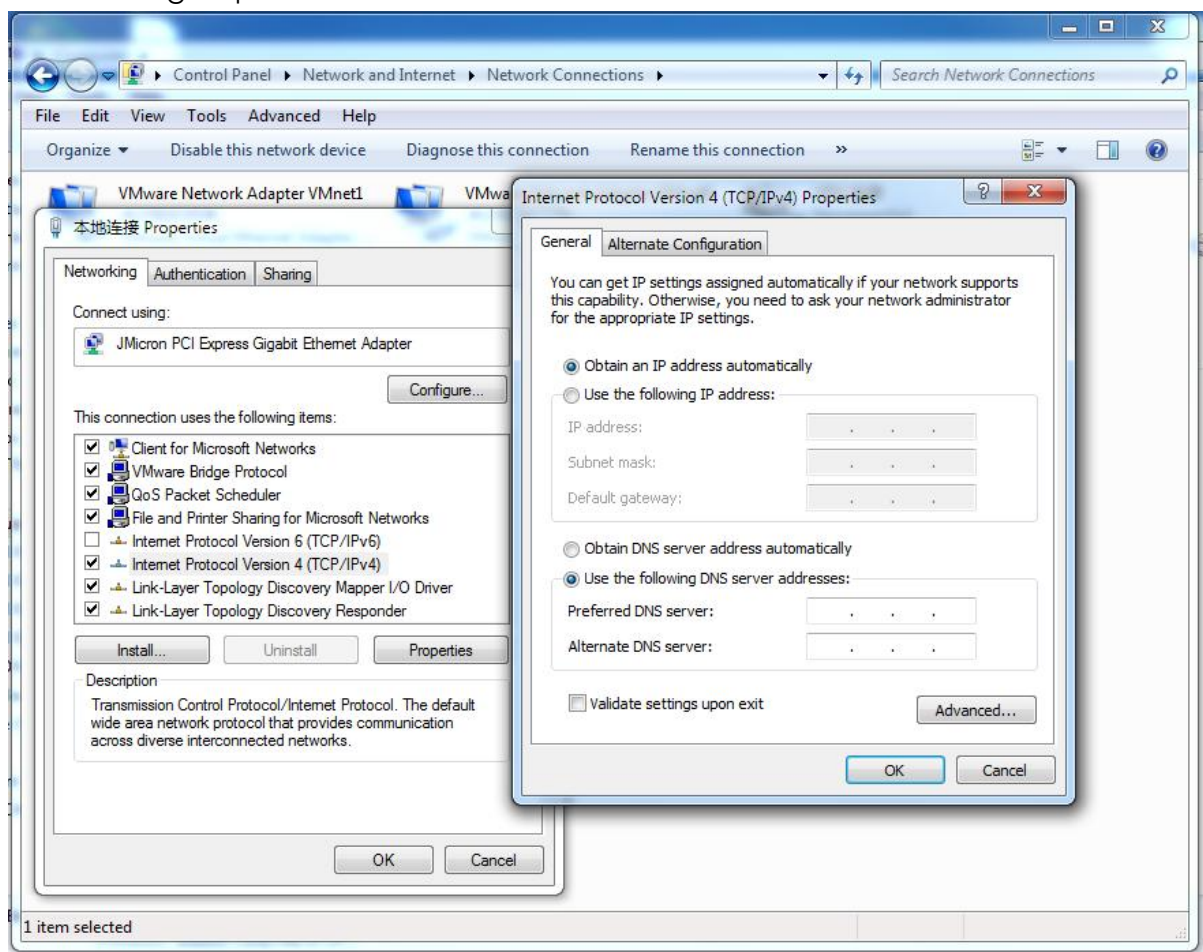 Control Panel ▸ Network and Internet ▸ Network Connections ▸
Search Network Connections
File Edit View Tools Advanced Help
Organize Disable this network device Diagnose this connection Rename this connection »
VMware Network Adapter VMnet1
本地连接 Properties
Networking Authentication Sharing
Connect using:
JMicron PCI Express Gigabit Ethernet Adapter
Configure...
This connection uses the following items:
Client for Microsoft Networks
VMware Bridge Protocol
QoS Packet Scheduler
File and Printer Sharing for Microsoft Networks
Internet Protocol Version 6 (TCP/IPv6)
Internet Protocol Version 4 (TCP/IPv4)
Link-Layer Topology Discovery Mapper I/O Driver
Link-Layer Topology Discovery Responder
Install... Uninstall Properties
Description
Transmission Control Protocol/Internet Protocol. The default
wide area network protocol that provides communication
across diverse interconnected networks.
OK Cancel
Internet Protocol Version 4 (TCP/IPv4) Properties
General Alternate Configuration
You can get IP settings assigned automatically if your network supports
this capability. Otherwise, you need to ask your network administrator
for the appropriate IP settings.
Obtain an IP address automatically
Use the following IP address:
IP address:
Subnet mask:
Default gateway:
Obtain DNS server address automatically
Use the following DNS server addresses:
Preferred DNS server:
Alternate DNS server:
Validate settings upon exit
Advanced...
OK Cancel
1 item selected